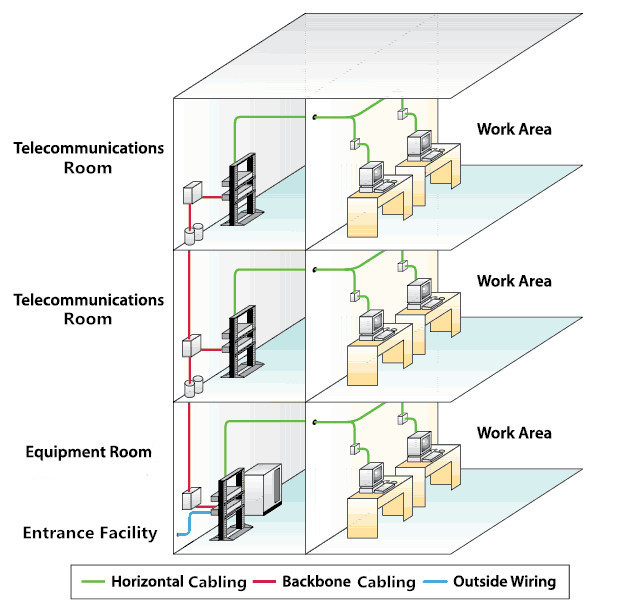 Telecommunications
Room
Work Area
Telecommunications
Room
Work Area
Equipment Room
Work Area
Entrance Facility
Horizontal Cabling Backbone Cabling Outside Wiring